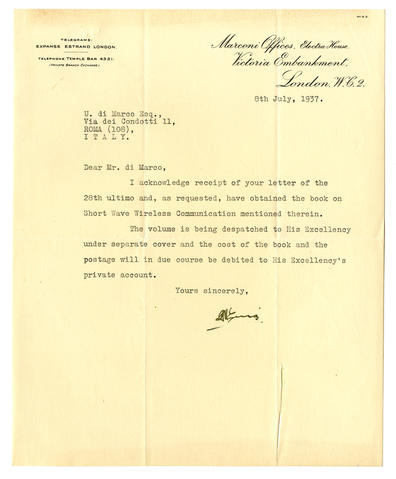 TELEGRAMS:
EXPANSE ESTRAND LONDON.
TELEPHONE TEMPLE BAR 4321.
(PRIVATE BRANCH EXCHANGE)
Marconi Offices, Electra House,
Victoria Embankment,
London, W.C.2.
8th July, 1937.
U. di Marco Esq.,
Via dei Condotti 11,
ROMA (108),
I T A L Y.
Dear Mr. di Marco,
I acknowledge receipt of your letter of the
28th ultimo and, as requested, have obtained the book on
Short Wave Wireless Communication mentioned therein.
The volume is being despatched to His Excellency
under separate cover and the cost of the book and the
postage will in due course be debited to His Excellency's
private account.
Yours sincerely,